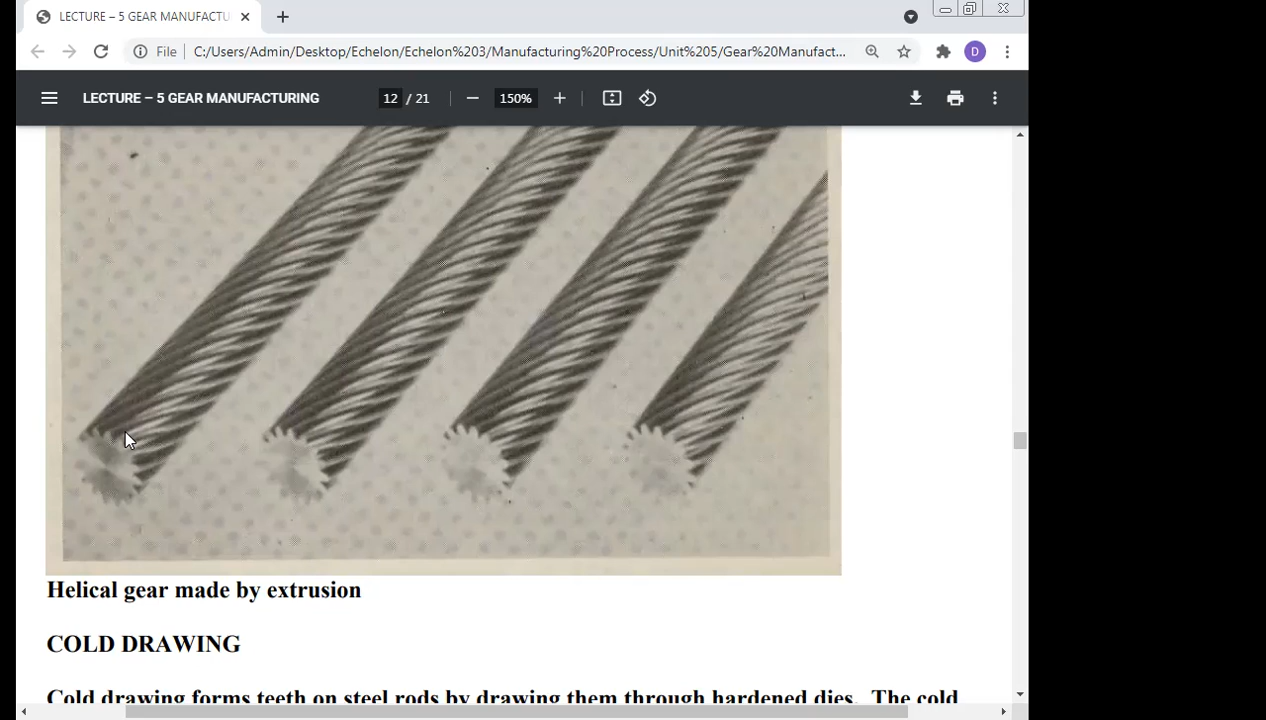 LECTURE – 5 GEAR MANUFACTU
File C:/Users/Admin/Desktop/Echelon/Echelon%203/Manufacturing%20Process/Unit%205/Gear%20Manufact...
D
LECTURE – 5 GEAR MANUFACTURING
12 / 21
150%
Helical gear made by extrusion
COLD DRAWING
Cold drawing forms teeth on steel rods by drawing them through hardened dies. The cold